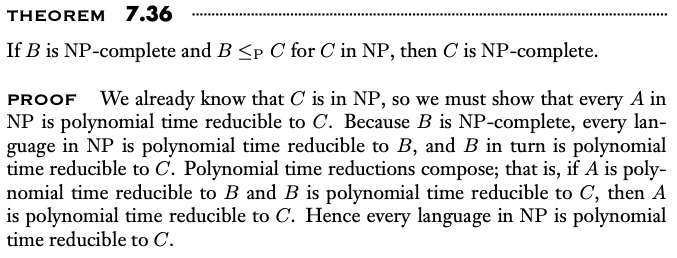 THEOREM 7.36
If B is NP-complete and B ≤P C for C in NP, then C is NP-complete.
PROOF We already know that C is in NP, so we must show that every A in
NP is polynomial time reducible to C. Because B is NP-complete, every lan-
guage in NP is polynomial time reducible to B, and B in turn is polynomial
time reducible to C. Polynomial time reductions compose; that is, if A is poly-
nomial time reducible to B and B is polynomial time reducible to C, then A
is polynomial time reducible to C. Hence every language in NP is polynomial
time reducible to C.